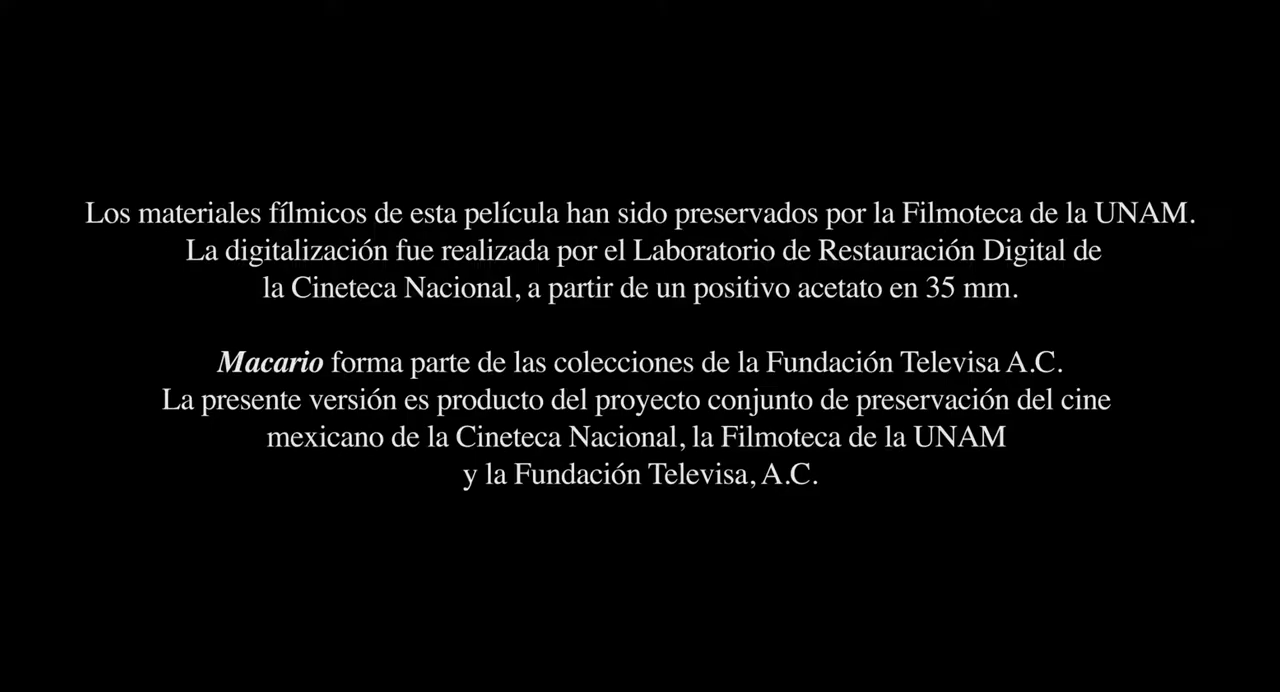 Los materiales fílmicos de esta película han sido preservados por la Filmoteca de la UNAM.
La digitalización fue realizada por el Laboratorio de Restauración Digital de
la Cineteca Nacional, a partir de un positivo acetato en 35 mm.
Macario forma parte de las colecciones de la Fundación Televisa A.C.
La presente versión es producto del proyecto conjunto de preservación del cine
mexicano de la Cineteca Nacional, la Filmoteca de la UNAM
y la Fundación Televisa, A.C.